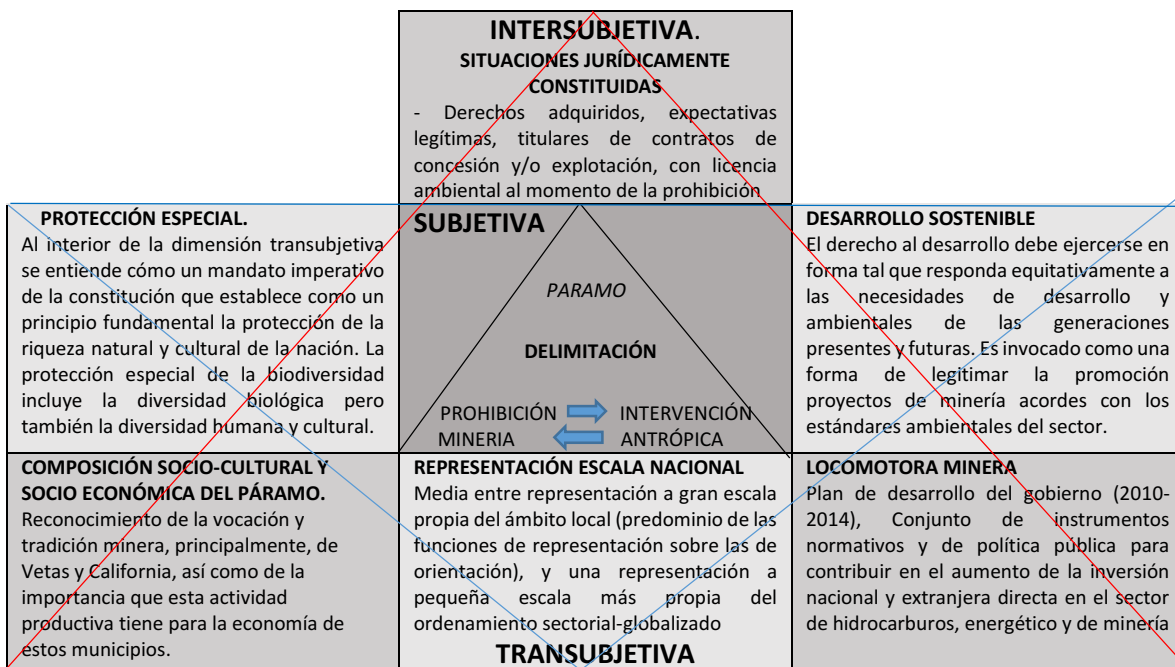 INTERSUBJETIVA.
SITUACIONES JURÍDICAMENTE
CONSTITUIDAS
- Derechos adquiridos, expectativas
legítimas, titulares de contratos de
concesión y/o explotación, con licencia
ambiental al momento de la prohibición
PROTECCIÓN ESPECIAL.
Al interior de la dimensión transubjetiva
se entiende cómo un mandato imperativo
de la constitución que establece como un
principio fundamental la protección de la
riqueza natural y cultural de la nación. La
protección especial de la biodiversidad
incluye la diversidad biológica pero
también la diversidad humana y cultural.
SUBJETIVA
PARAMO
DELIMITACIÓN
PROHIBICIÓN INTERVENCIÓN
MINERIA ANTRÓPICA
DESARROLLO SOSTENIBLE
El derecho al desarrollo debe ejercerse en
forma tal que responda equitativamente a
las necesidades de desarrollo y
ambientales de las generaciones
presentes y futuras. Es invocado como una
forma de legitimar la promoción
proyectos de minería acordes con los
estándares ambientales del sector.
COMPOSICIÓN SOCIO-CULTURAL Y
SOCIO ECONÓMICA DEL PÁRAMO.
Reconocimiento de la vocación y
tradición minera, principalmente, de
Vetas y California, así como de la
importancia que esta actividad
productiva tiene para la economía de
estos municipios.
REPRESENTACIÓN ESCALA NACIONAL
Media entre representación a gran escala
propia del ámbito local (predominio de las
funciones de representación sobre las de
orientación), y una representación a
pequeña escala más propia del
ordenamiento sectorial-globalizado
TRANSUBJETIVA
LOCOMOTORA MINERA
Plan de desarrollo del gobierno (2010-
2014), Conjunto de instrumentos
normativos y de política pública para
contribuir en el aumento de la inversión
nacional y extranjera directa en el sector
de hidrocarburos, energético y de minería